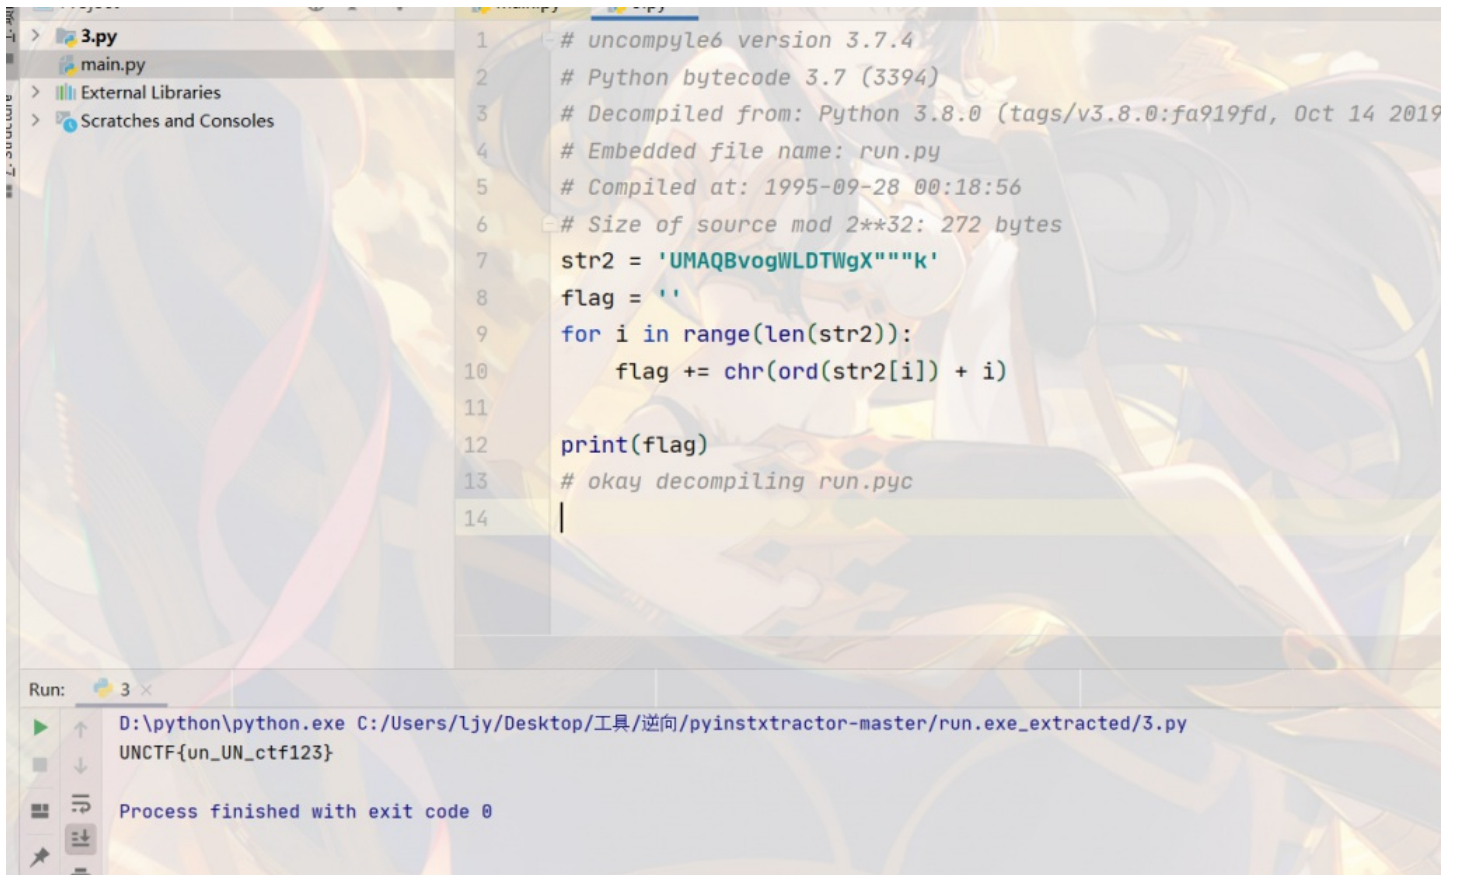 3.py
main.py
External Libraries
Scratches and Consoles
1 # uncompyle6 version 3.7.4
2 # Python bytecode 3.7 (3394)
3 # Decompiled from: Python 3.8.0 (tags/v3.8.0:fa919fd, Oct 14 2019
4 # Embedded file name: run.py
5 # Compiled at: 1995-09-28 00:18:56
6 # Size of source mod 2**32: 272 bytes
7 str2 = 'UMAQBvogWLDTWgX"""k'
8 flag = ''
9 for i in range(len(str2)):
10     flag += chr(ord(str2[i]) + i)
11
12 print(flag)
13 # okay decompiling run.pyc
14
Run: 3
D:\python\python.exe C:/Users/ljy/Desktop/工具/逆向/pyinstxtractor-master/run.exe_extracted/3.py
UNCTF{un_UN_ctf123}
Process finished with exit code 0